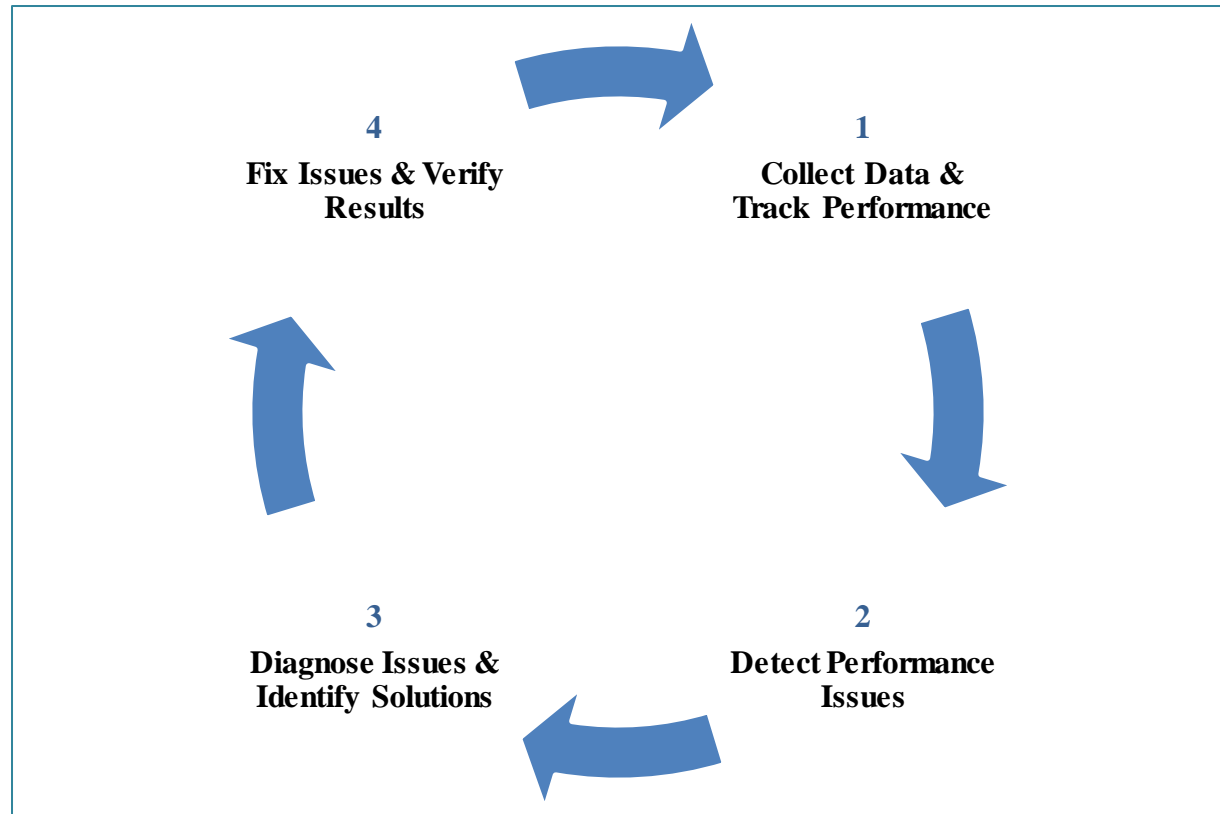 4
Fix Issues & Verify
Results
1
Collect Data &
Track Performance
3
Diagnose Issues &
Identify Solutions
2
Detect Performance
Issues